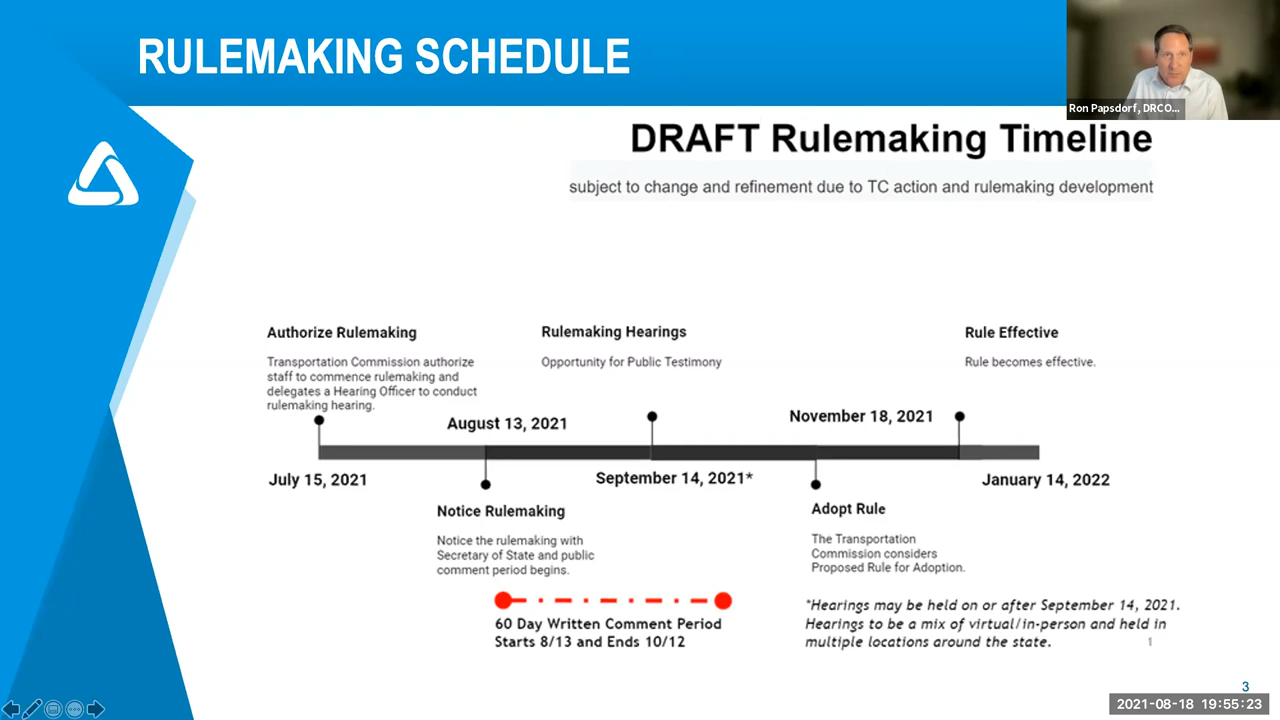 RULEMAKING SCHEDULE
Ron Papsdorf, DRCO...
DRAFT Rulemaking Timeline
subject to change and refinement due to TC action and rulemaking development
Authorize Rulemaking
Transportation Commission authorize
staff to commence rulemaking and
delegates a Hearing Officer to conduct
rulemaking hearing.
Rulemaking Hearings
Opportunity for Public Testimony
Rule Effective
Rule becomes effective.
August 13, 2021
November 18, 2021
July 15, 2021
September 14, 2021*
January 14, 2022
Notice Rulemaking
Notice the rulemaking with
Secretary of State and public
comment period begins.
Adopt Rule
The Transportation
Commission considers
Proposed Rule for Adoption.
60 Day Written Comment Period
Starts 8/13 and Ends 10/12
*Hearings may be held on or after September 14, 2021.
Hearings to be a mix of virtual/in-person and held in
multiple locations around the state.
1
3
2021-08-18 19:55:23